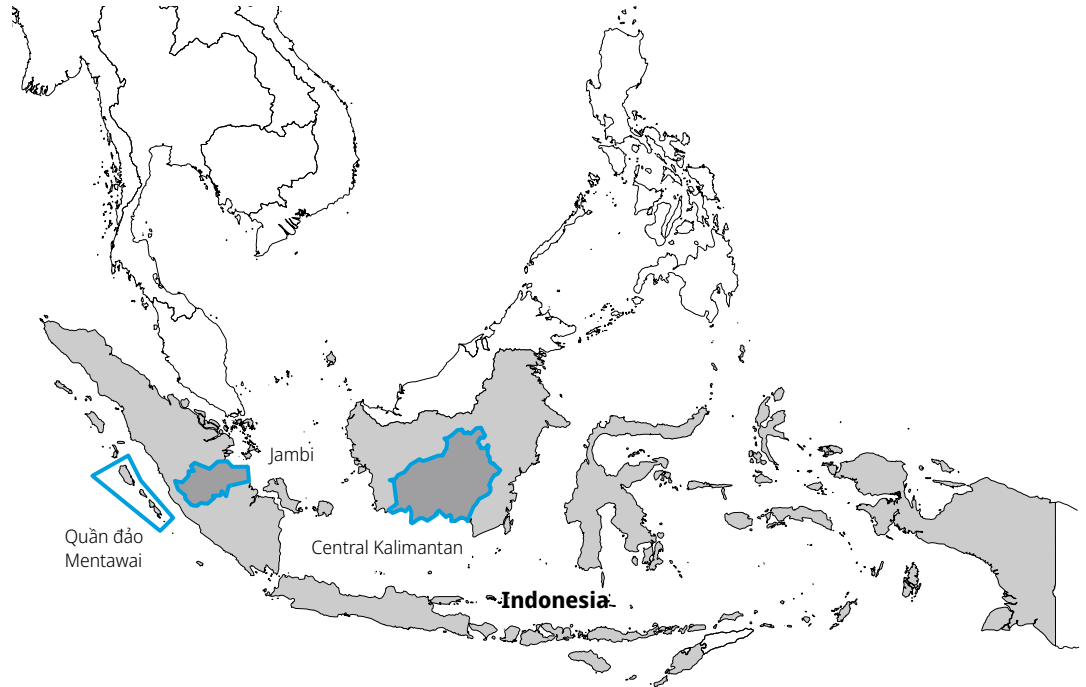 Jambi
Quần đảo
Mentawai
Central Kalimantan
Indonesia